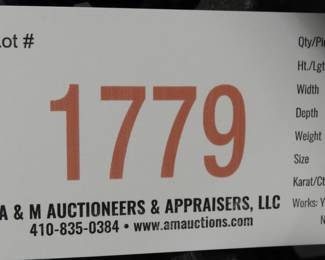 Lot #
1779
A & M AUCTIONEERS & APPRAISERS, LLC
410-835-0384 • www.amauctions.com
Qty/Pi
Ht./Lgt
Width
Depth
Weight
Size
Karat/Ct
Works: Y
N